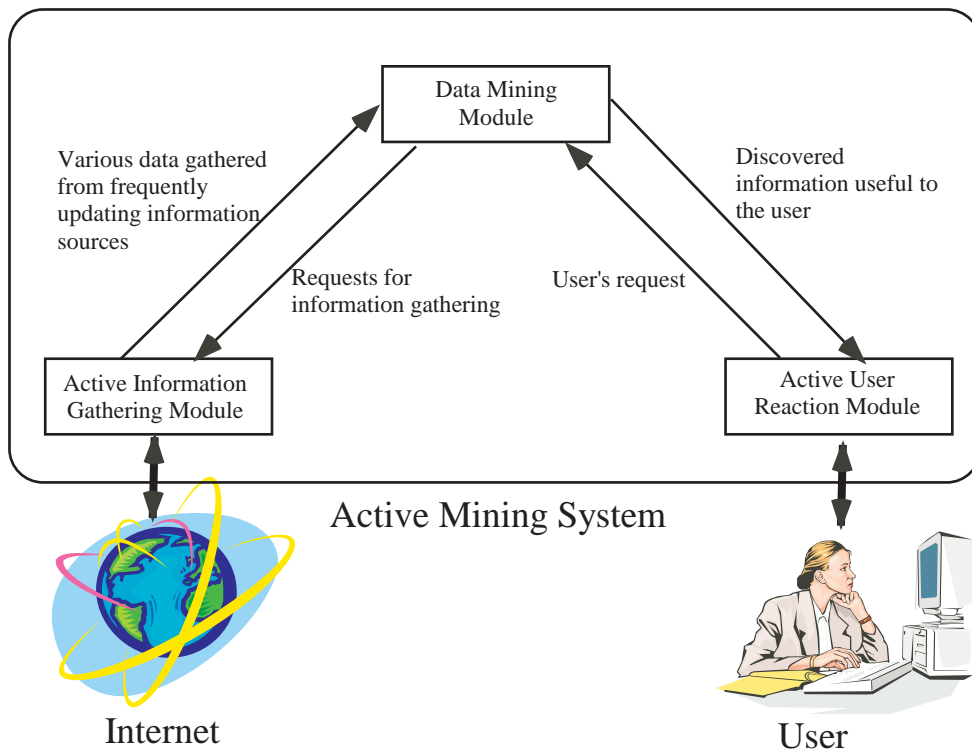 Data Mining
Module
Various data gathered
from frequently
updating information
sources
Discovered
information useful to
the user
Requests for
information gathering
User's request
Active Information
Gathering Module
Active User
Reaction Module
Active Mining System
Internet
User